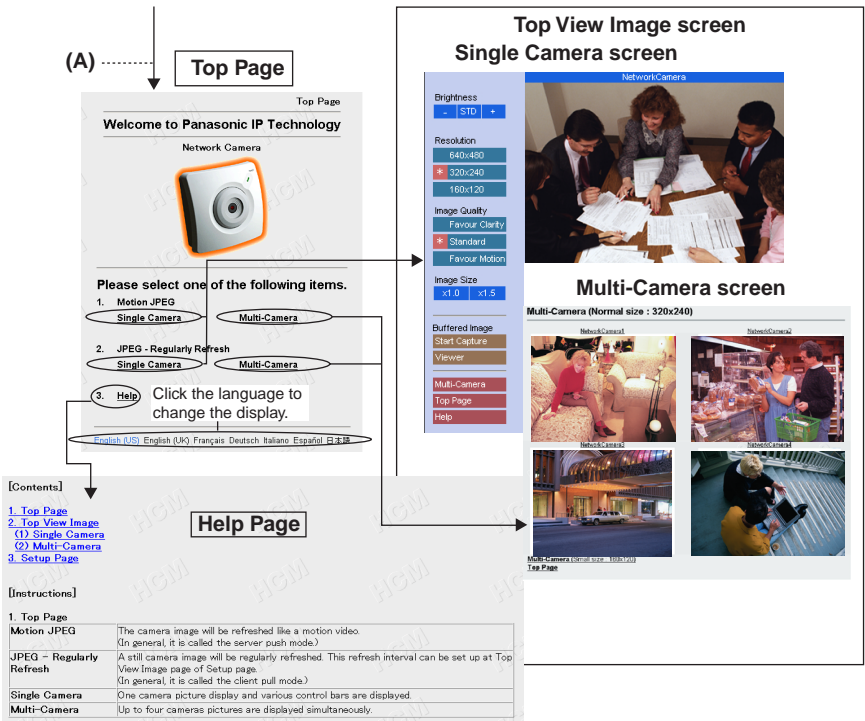 Top View Image screen
Single Camera screen
(A)
Top Page
Top Page
Welcome to Panasonic IP Technology
Network Camera
Please select one of the following items.
1. Motion JPEG
Single Camera
Multi-Camera
2. JPEG - Regularly Refresh
Single Camera
Multi-Camera
3. Help
Click the language to
change the display.
English (US) English (UK) Français Deutsch Italiano Español 日本語
NetworkCamera
Brightness
- STD +
Resolution
640x480
* 320x240
160x120
Image Quality
Favour Clarity
* Standard
Favour Motion
Image Size
x1.0 x1.5
Buffered Image
Start Capture
Viewer
Multi-Camera
Top Page
Help
Multi-Camera screen
Multi-Camera (Normal size : 320x240)
NetworkCamera1
NetworkCamera2
NetworkCamera3
NetworkCamera4
Multi-Camera (Small size : 160x120)
Top Page
Help Page
[Contents]
1. Top Page
2. Top View Image
(1) Single Camera
(2) Multi-Camera
3. Setup Page
[Instructions]
1. Top Page
Motion JPEG
The camera image will be refreshed like a motion video.
(In general, it is called the server push mode.)
JPEG - Regularly
Refresh
A still camera image will be regularly refreshed. This refresh interval can be set up at Top
View Image page of Setup page.
(In general, it is called the client pull mode.)
Single Camera
One camera picture display and various control bars are displayed.
Multi-Camera
Up to four cameras pictures are displayed simultaneously.
HCM
HCM
HCM
HCM
HCM
HCM